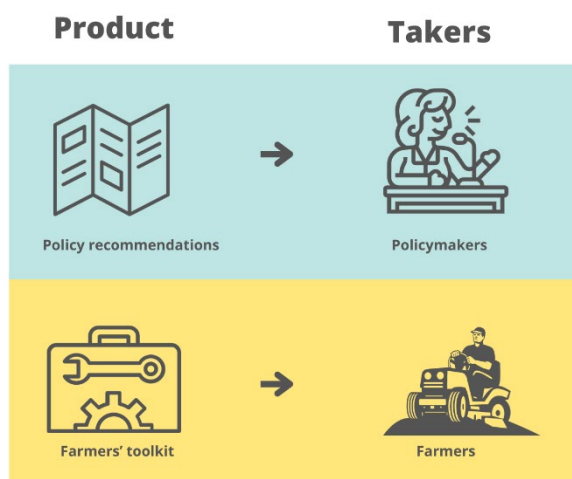 Product
Takers
Policy recommendations
Policymakers
Farmers’ toolkit
Farmers